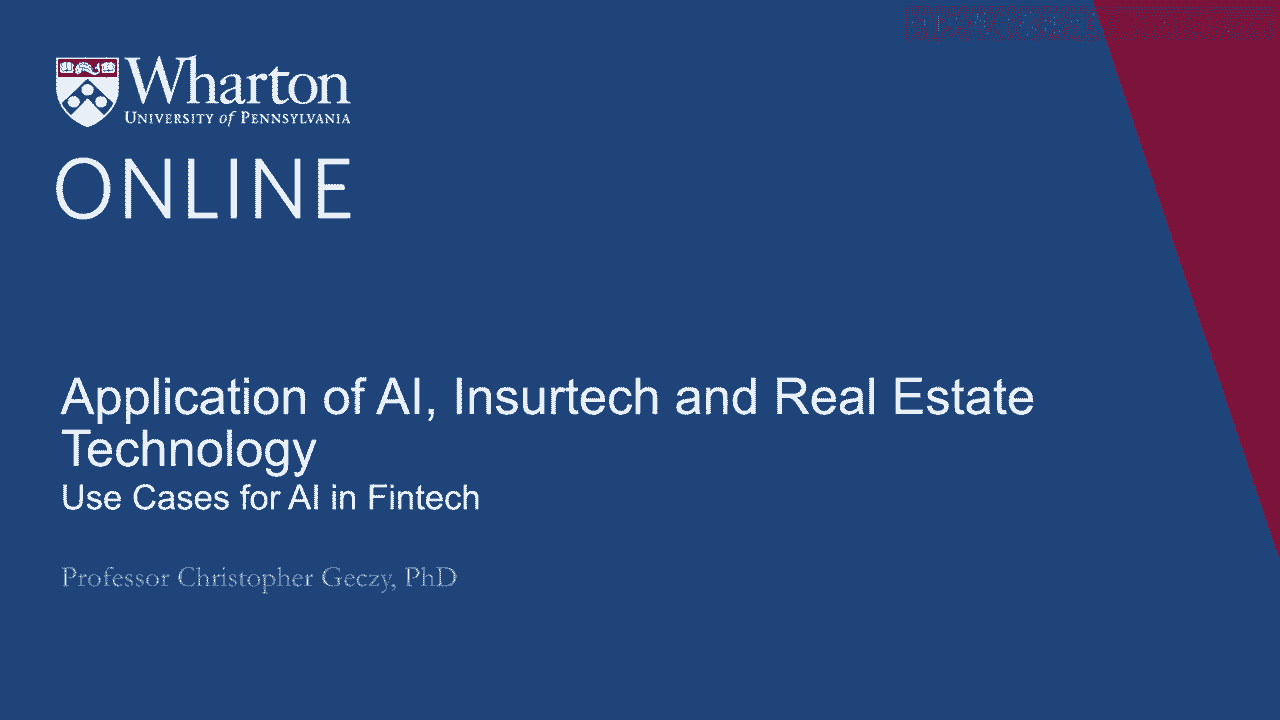 Wharton
UNIVERSITY of PENNSYLVANIA
ONLINE
Application of AI, Insurtech and Real Estate
Technology
Use Cases for AI in Fintech
Professor Christopher Geczy, PhD